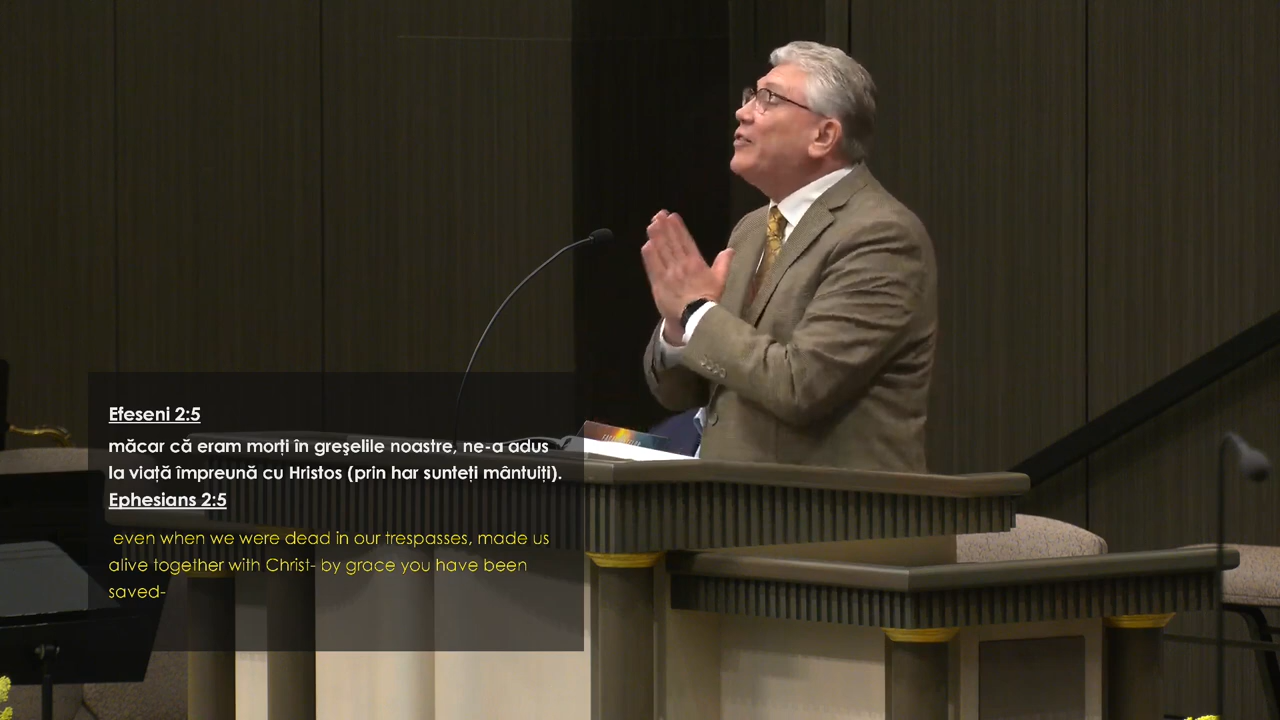 Efeseni 2:5
măcar că eram morți în greșelile noastre, ne-a adus
la viață împreună cu Hristos (prin har sunteți mântuiți).
Ephesians 2:5
even when we were dead in our trespasses, made us
alive together with Christ- by grace you have been
saved-